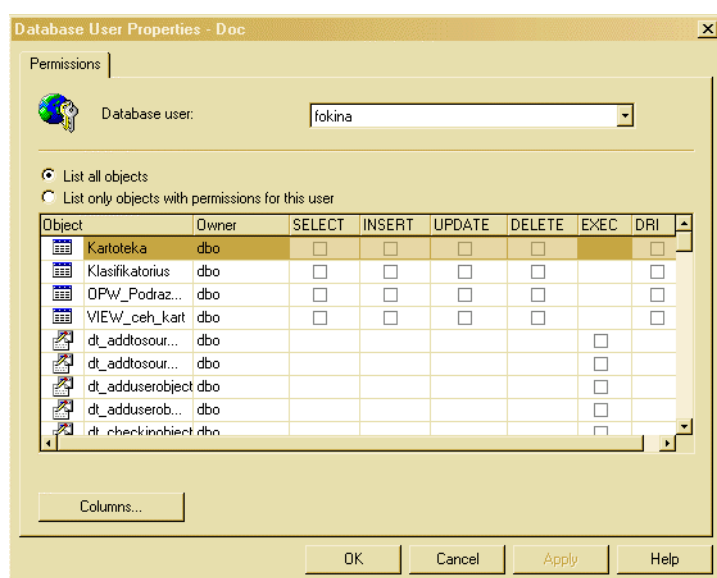 Database User Properties - Doc
Permissions
Database user: fokina
List all objects
List only objects with permissions for this user
Object Owner SELECT INSERT UPDATE DELETE EXEC DRI
Kartoteka dbo
Klasifikatorius dbo
OPW_Podraz... dbo
VIEW_ceh_kart dbo
dt_addtosour... dbo
dt_addtosour... dbo
dt_adduserobject dbo
dt_adduserob... dbo
dt_checkinobject dbo
Columns...
OK Cancel Apply Help